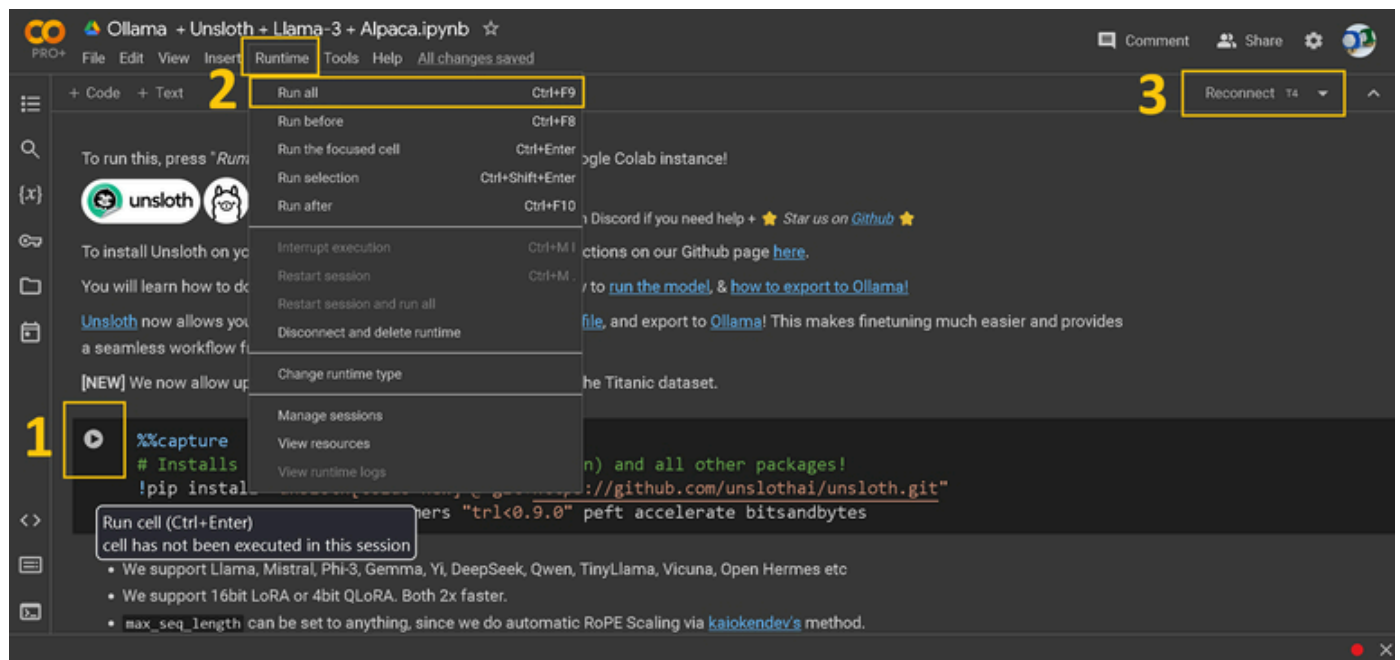 CO
PRO+
Ollama + Unsloth + Llama-3 + Alpaca.ipynb
File Edit View Insert Runtime Tools Help All changes saved
Comment Share
2
+ Code + Text
Run all Ctrl+F9
Run before Ctrl+F8
Run the focused cell Ctrl+Enter
Run selection Ctrl+Shift+Enter
Run after Ctrl+F10
Interrupt execution Ctrl+M I
Restart session Ctrl+M .
Restart session and run all
Disconnect and delete runtime
Change runtime type
Manage sessions
View resources
View runtime logs
3
Reconnect T4
To run this, press "Run ogle Colab instance!
{x}
unsloth
Discord if you need help + ⭐ Star us on Github ⭐
To install Unsloth on yo ctions on our Github page here.
You will learn how to do to run the model, & how to export to Ollama!
Unsloth now allows you file, and export to Ollama! This makes finetuning much easier and provides
a seamless workflow f
[NEW] We now allow up he Titanic dataset.
1
%%capture
# Installs n) and all other packages!
!pip instal ://github.com/unslothai/unsloth.git"
mers "trl<0.9.0" peft accelerate bitsandbytes
<>
Run cell (Ctrl+Enter)
cell has not been executed in this session
• We support Llama, Mistral, Phi-3, Gemma, Yi, DeepSeek, Qwen, TinyLlama, Vicuna, Open Hermes etc
• We support 16bit LoRA or 4bit QLoRA. Both 2x faster.
• max_seq_length can be set to anything, since we do automatic RoPE Scaling via kaiokendev's method.